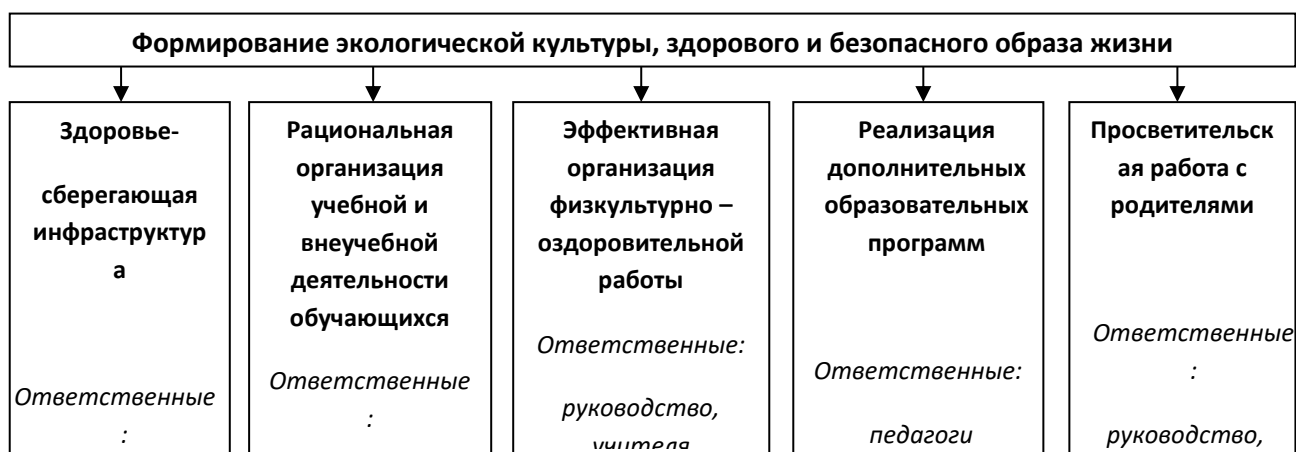 Формирование экологической культуры, здорового и безопасного образа жизни
Здоровье-
сберегающая
инфраструктур
а
Ответственные
:
Рациональная
организация
учебной и
внеучебной
деятельности
обучающихся
Ответственные
:
Эффективная
организация
физкультурно –
оздоровительной
работы
Ответственные:
руководство,
учителя
Реализация
дополнительных
образовательных
программ
Ответственные:
педагоги
Просветительск
ая работа с
родителями
Ответственные
:
руководство,